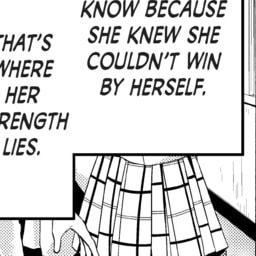 KNOW BECAUSE
SHE KNEW SHE
COULDN'T WIN
BY HERSELF.
THAT'S
WHERE
HER
RENGTH
LIES.